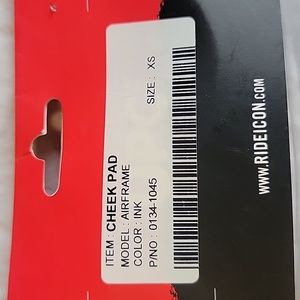 ITEM : CHEEK PAD
MODEL : AIRFRAME
COLOR : INK
P/NO : 0134-1045
SIZE : XS
WWW.RIDEICON.COM